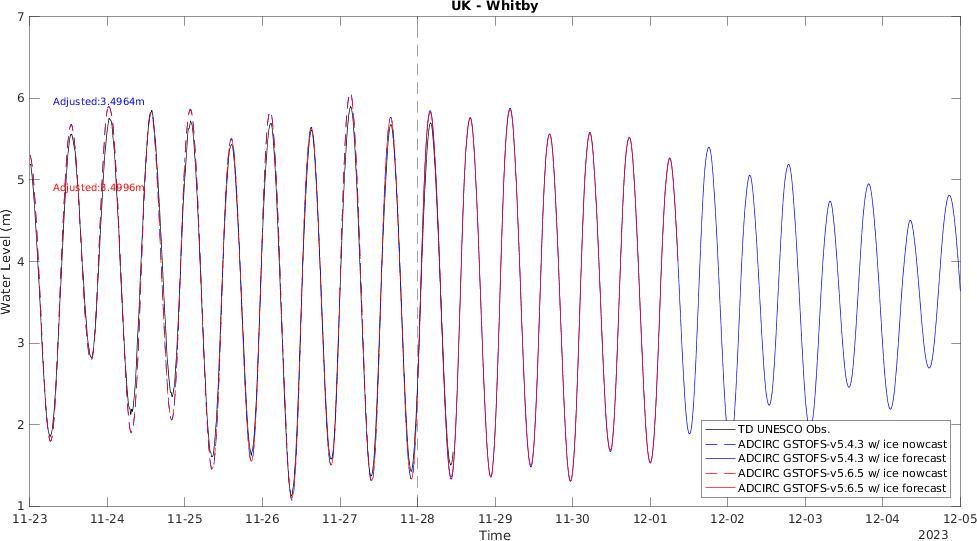 UK - Whitby
7
6
5
4
3
2
1
Water Level (m)
Adjusted:3.4964m
Adjusted:3.4996m
TD UNESCO Obs.
ADCIRC GSTOFS-v5.4.3 w/ ice nowcast
ADCIRC GSTOFS-v5.4.3 w/ ice forecast
ADCIRC GSTOFS-v5.6.5 w/ ice nowcast
ADCIRC GSTOFS-v5.6.5 w/ ice forecast
11-23 11-24 11-25 11-26 11-27 11-28 11-29 11-30 12-01 12-02 12-03 12-04 12-05
Time
2023